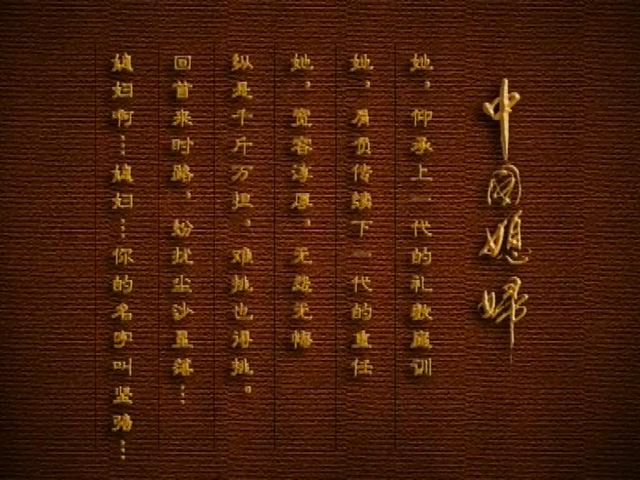 中国媳妇
她，仰承上一代的礼教庭训
她，肩负传续下一代的重任
她，宽容淳厚，无怨无悔
纵是千斤万担，难挑也得挑。
回首来时路，纷扰尘沙星落…
媳妇啊…媳妇…你的名字叫坚强…